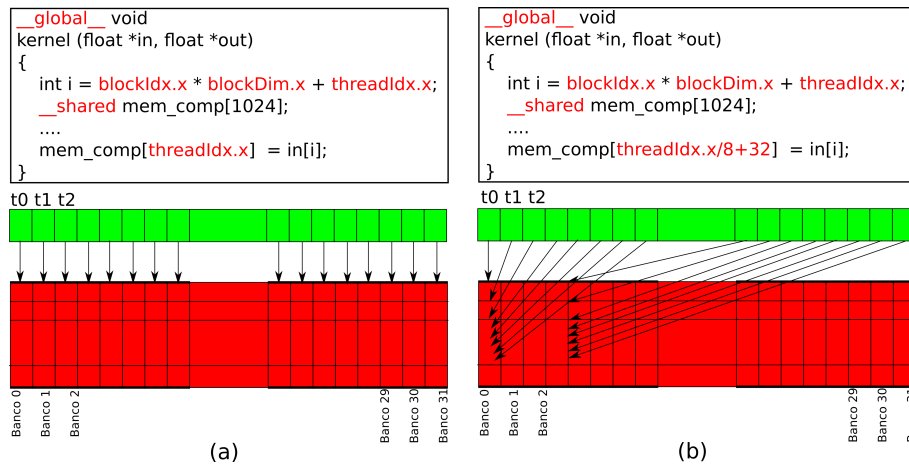 __global__ void
kernel (float *in, float *out)
{
int i = blockIdx.x * blockDim.x + threadIdx.x;
__shared mem_comp[1024];
....
mem_comp[threadIdx.x] = in[i];
}
t0 t1 t2
Banco 0
Banco 1
Banco 2
Banco 29
Banco 30
Banco 31
(a)
__global__ void
kernel (float *in, float *out)
{
int i = blockIdx.x * blockDim.x + threadIdx.x;
__shared mem_comp[1024];
....
mem_comp[threadIdx.x/8+32] = in[i];
}
t0 t1 t2
Banco 0
Banco 1
Banco 2
Banco 29
Banco 30
(b)